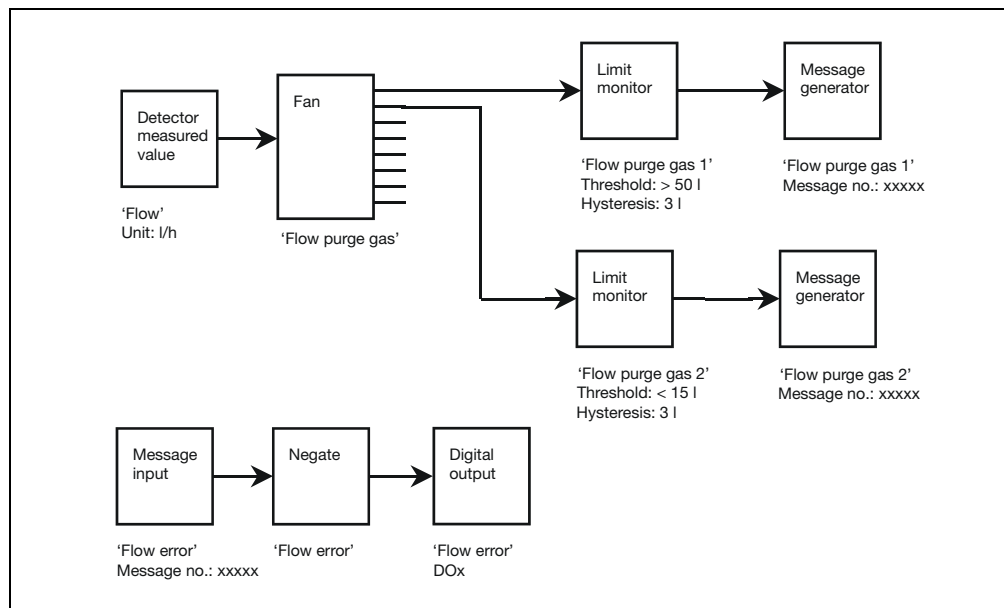 Detector
measured
value
'Flow'
Unit: l/h
Fan
'Flow purge gas'
Limit
monitor
'Flow purge gas 1'
Threshold: > 50 l
Hysteresis: 3 l
Message
generator
'Flow purge gas 1'
Message no.: xxxxx
Limit
monitor
'Flow purge gas 2'
Threshold: < 15 l
Hysteresis: 3 l
Message
generator
'Flow purge gas 2'
Message no.: xxxxx
Message
input
'Flow error'
Message no.: xxxxx
Negate
'Flow error'
Digital
output
'Flow error'
DOx